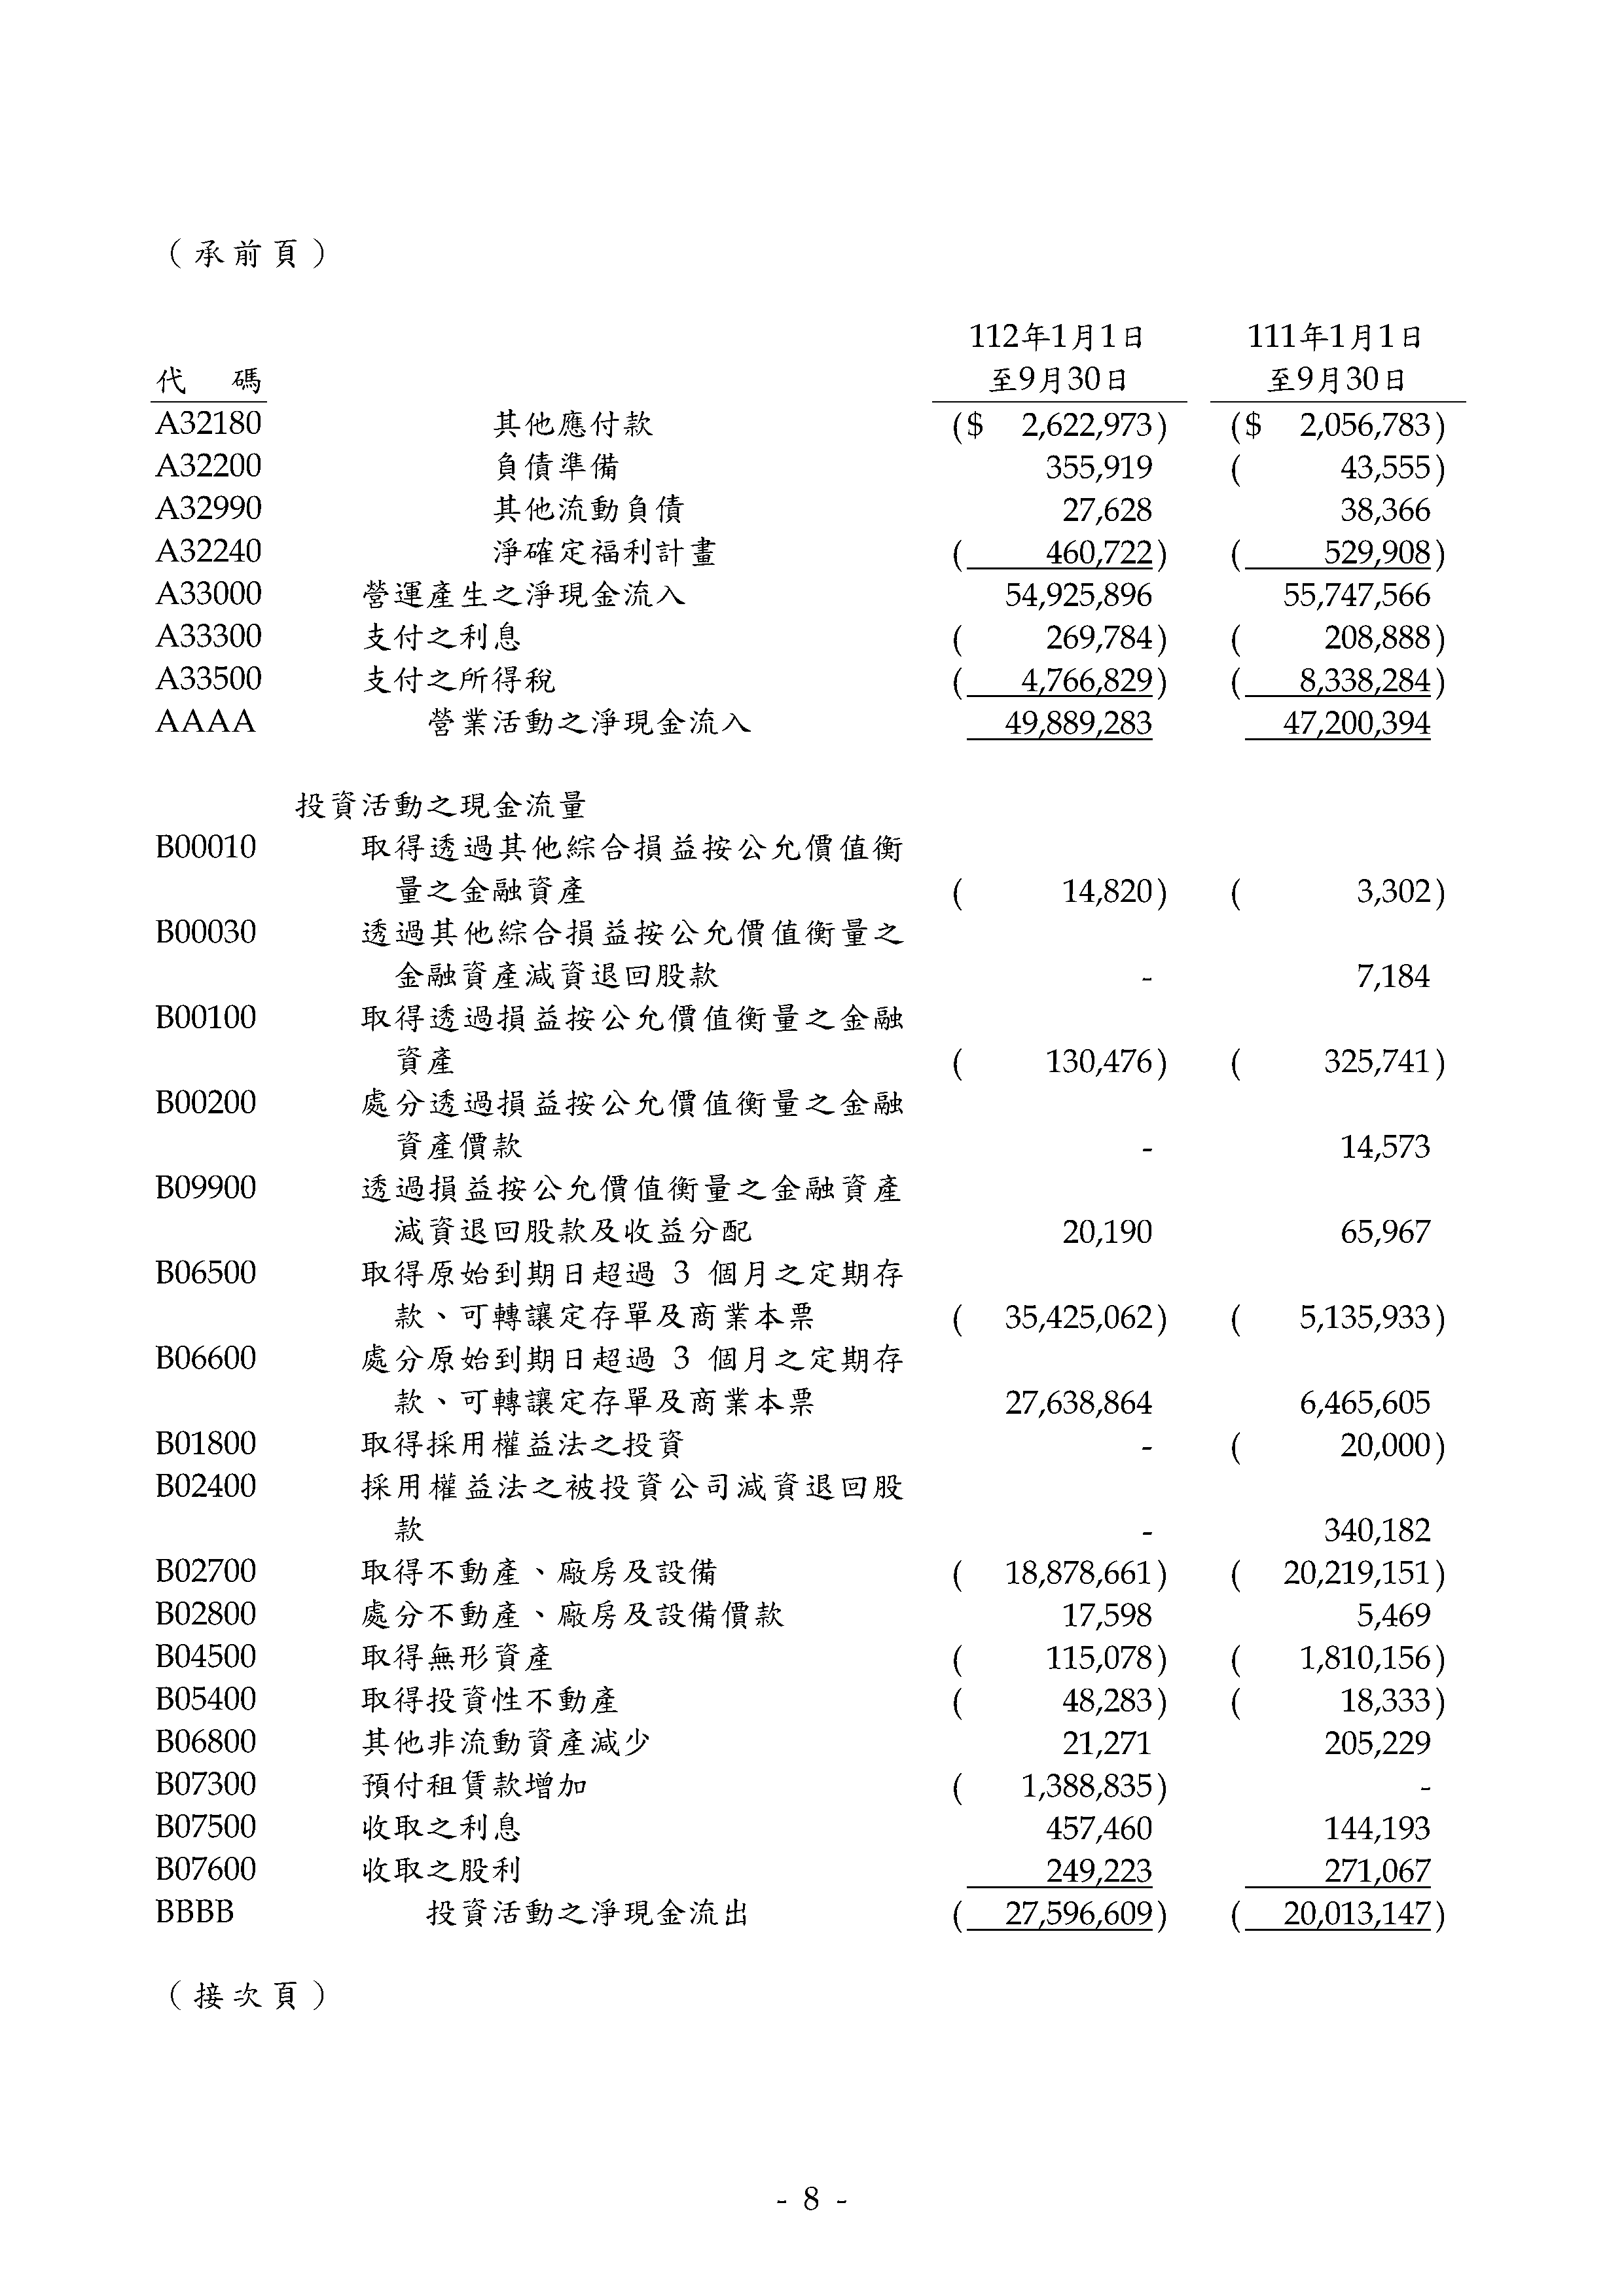 （承前頁）
112年1月1日 111年1月1日
代 碼 至9月30日 至9月30日
A32180 其他應付款 ($ 2,622,973) ($ 2,056,783)
A32200 負債準備 355,919 ( 43,555)
A32990 其他流動負債 27,628 38,366
A32240 淨確定福利計畫 ( 460,722) ( 529,908)
A33000 營運產生之淨現金流入 54,925,896 55,747,566
A33300 支付之利息 ( 269,784) ( 208,888)
A33500 支付之所得稅 ( 4,766,829) ( 8,338,284)
AAAA 營業活動之淨現金流入 49,889,283 47,200,394
投資活動之現金流量
B00010 取得透過其他綜合損益按公允價值衡
量之金融資產 ( 14,820) ( 3,302)
B00030 透過其他綜合損益按公允價值衡量之
金融資產減資退回股款 - 7,184
B00100 取得透過損益按公允價值衡量之金融
資產 ( 130,476) ( 325,741)
B00200 處分透過損益按公允價值衡量之金融
資產價款 - 14,573
B09900 透過損益按公允價值衡量之金融資產
減資退回股款及收益分配 20,190 65,967
B06500 取得原始到期日超過 3 個月之定期存
款、可轉讓定存單及商業本票 ( 35,425,062) ( 5,135,933)
B06600 處分原始到期日超過 3 個月之定期存
款、可轉讓定存單及商業本票 27,638,864 6,465,605
B01800 取得採用權益法之投資 - ( 20,000)
B02400 採用權益法之被投資公司減資退回股
款 - 340,182
B02700 取得不動產、廠房及設備 ( 18,878,661) ( 20,219,151)
B02800 處分不動產、廠房及設備價款 17,598 5,469
B04500 取得無形資產 ( 115,078) ( 1,810,156)
B05400 取得投資性不動產 ( 48,283) ( 18,333)
B06800 其他非流動資產減少 21,271 205,229
B07300 預付租賃款增加 ( 1,388,835) -
B07500 收取之利息 457,460 144,193
B07600 收取之股利 249,223 271,067
BBBB 投資活動之淨現金流出 ( 27,596,609) ( 20,013,147)
（接次頁）
- 8 -